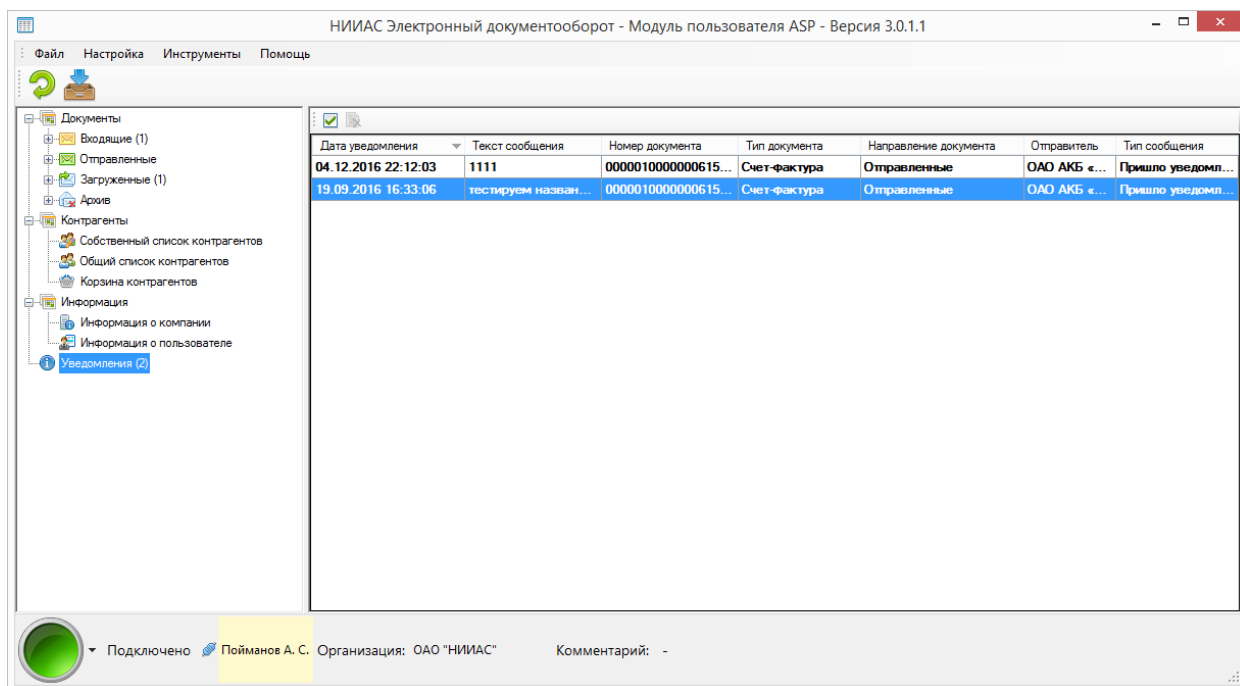 НИИАС Электронный документооборот - Модуль пользователя ASP - Версия 3.0.1.1
Файл Настройка Инструменты Помощь
Документы
Входящие (1)
Отправленные
Загруженные (1)
Архив
Контрагенты
Собственный список контрагентов
Общий список контрагентов
Корзина контрагентов
Информация
Информация о компании
Информация о пользователе
Уведомления (2)
Дата уведомления Текст сообщения Номер документа Тип документа Направление документа Отправитель Тип сообщения
04.12.2016 22:12:03 1111 0000010000000615... Счет-фактура Отправленные ОАО АКБ «... Пришло уведомл...
19.09.2016 16:33:06 тестируем назван... 0000010000000615... Счет-фактура Отправленные ОАО АКБ «... Пришло уведомл...
Подключено Пойманов А. С. Организация: ОАО "НИИАС" Комментарий: -